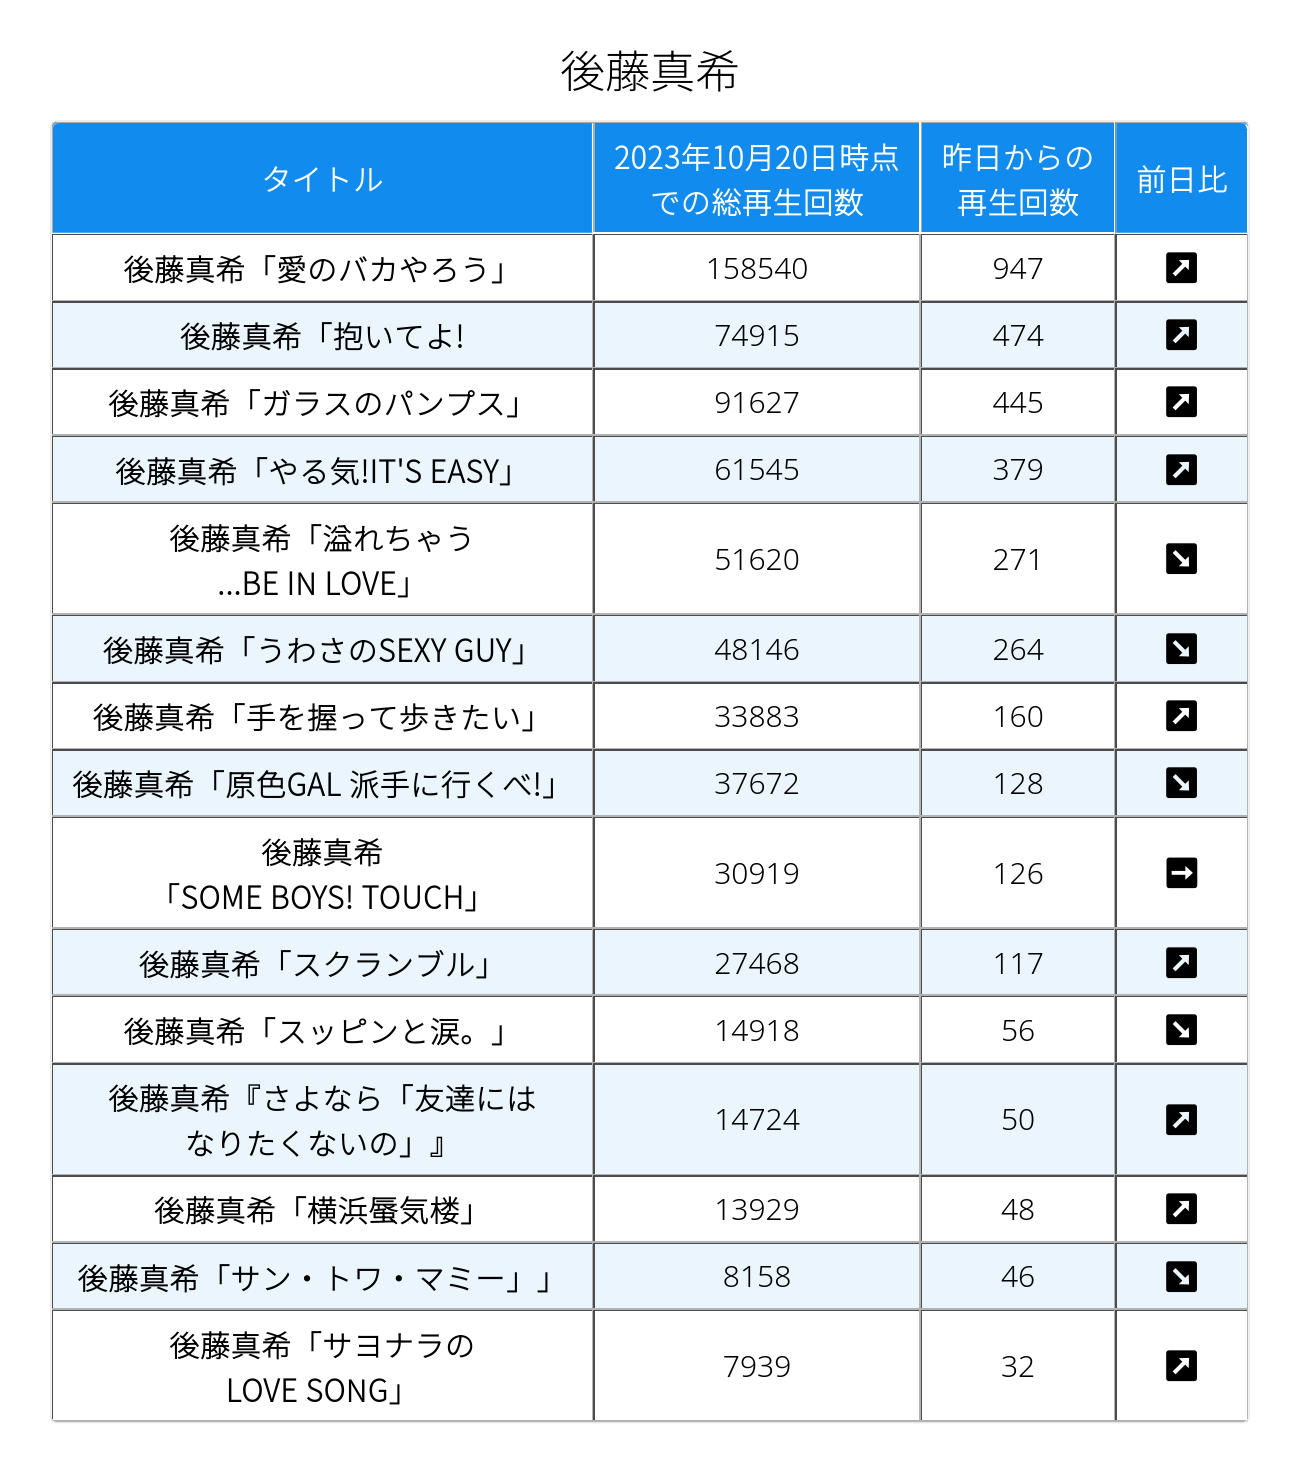 後藤真希
タイトル
2023年10月20日時点
での総再生回数
昨日からの
再生回数
前日比
後藤真希「愛のバカやろう」
158540
947
後藤真希「抱いてよ!
74915
474
後藤真希「ガラスのパンプス」
91627
445
後藤真希「やる気!IT'S EASY」
61545
379
後藤真希「溢れちゃう
...BE IN LOVE」
51620
271
後藤真希「うわさのSEXY GUY」
48146
264
後藤真希「手を握って歩きたい」
33883
160
後藤真希「原色GAL 派手に行くべ!」
37672
128
後藤真希
「SOME BOYS! TOUCH」
30919
126
後藤真希「スクランブル」
27468
117
後藤真希「スッピンと涙。」
14918
56
後藤真希『さよなら「友達には
なりたくないの」』
14724
50
後藤真希「横浜蜃気楼」
13929
48
後藤真希「サン・トワ・マミー」」
8158
46
後藤真希「サヨナラの
LOVE SONG」
7939
32